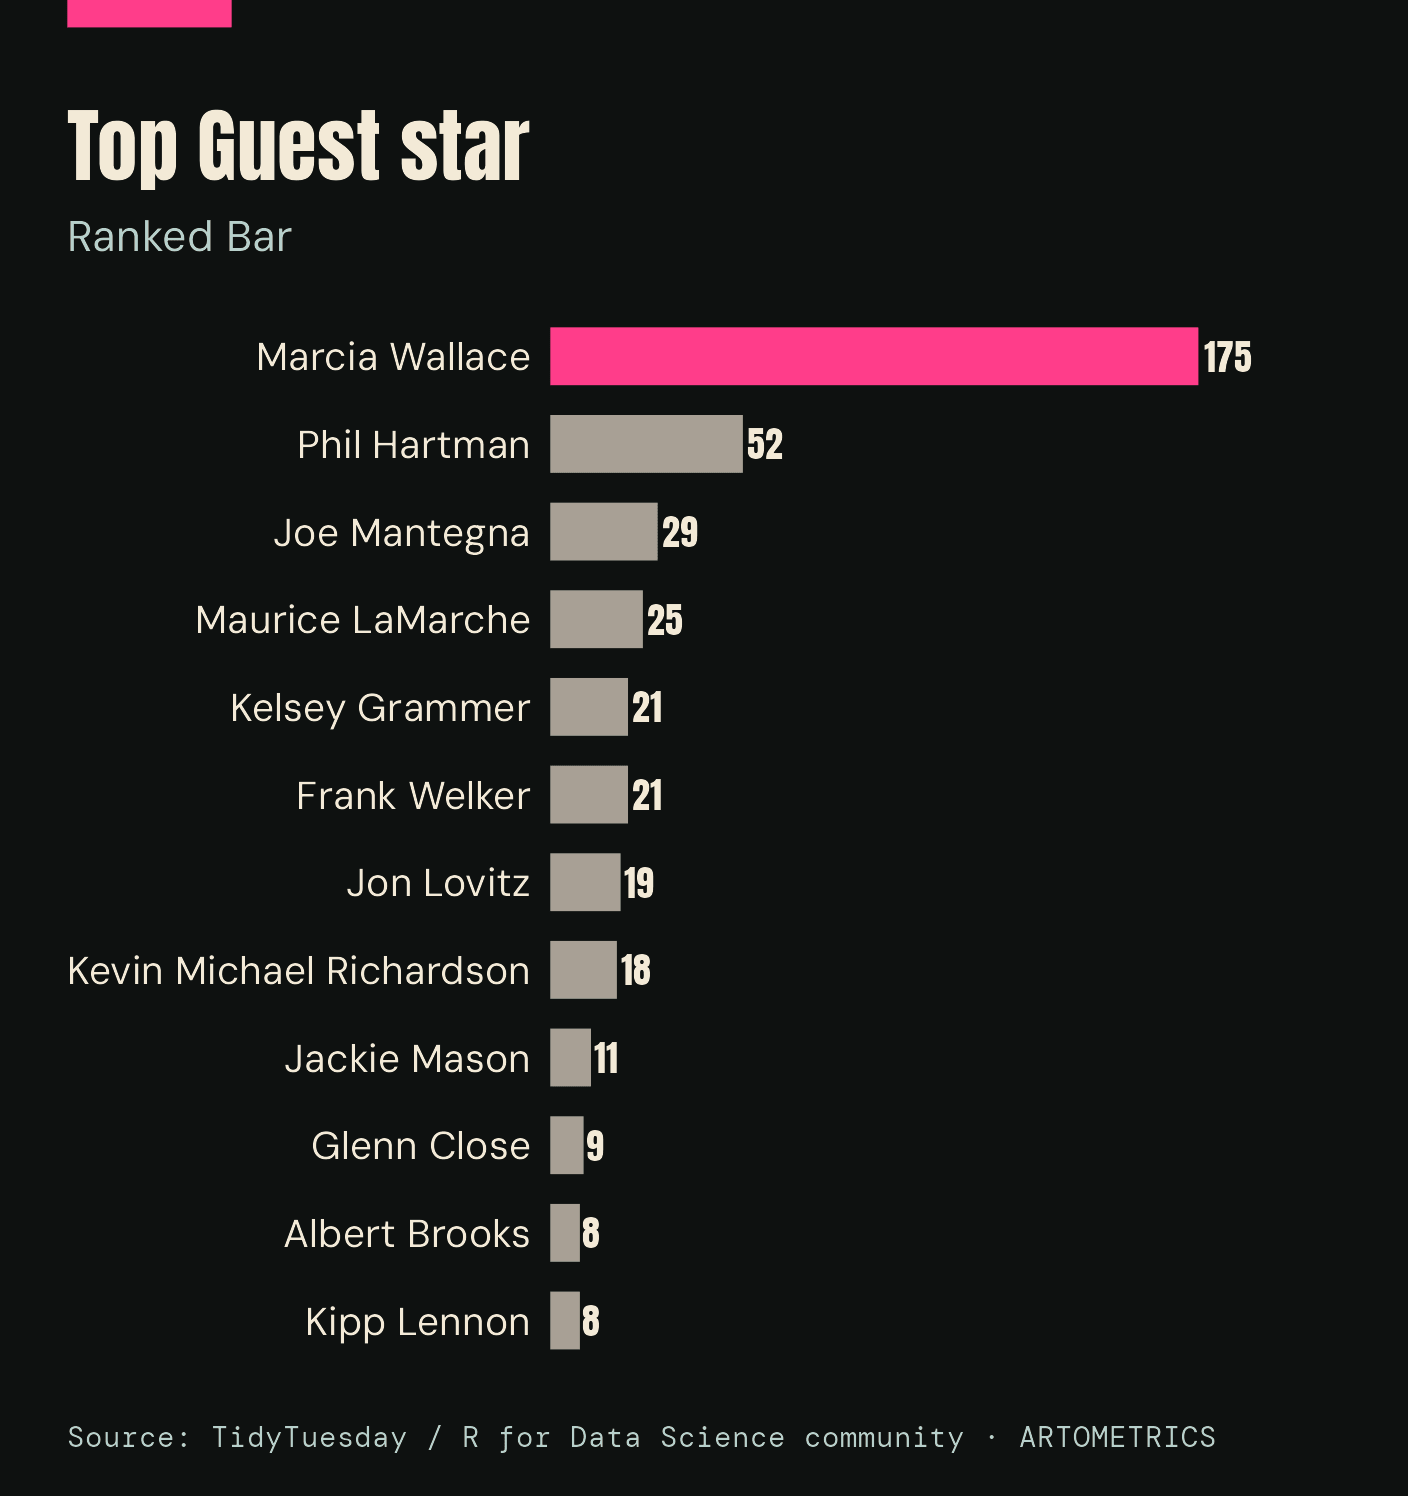 Top Guest star
Ranked Bar
Marcia Wallace 175
Phil Hartman 52
Joe Mantegna 29
Maurice LaMarche 25
Kelsey Grammer 21
Frank Welker 21
Jon Lovitz 19
Kevin Michael Richardson 18
Jackie Mason 11
Glenn Close 9
Albert Brooks 8
Kipp Lennon 8
Source: TidyTuesday / R for Data Science community · ARTOMETRICS